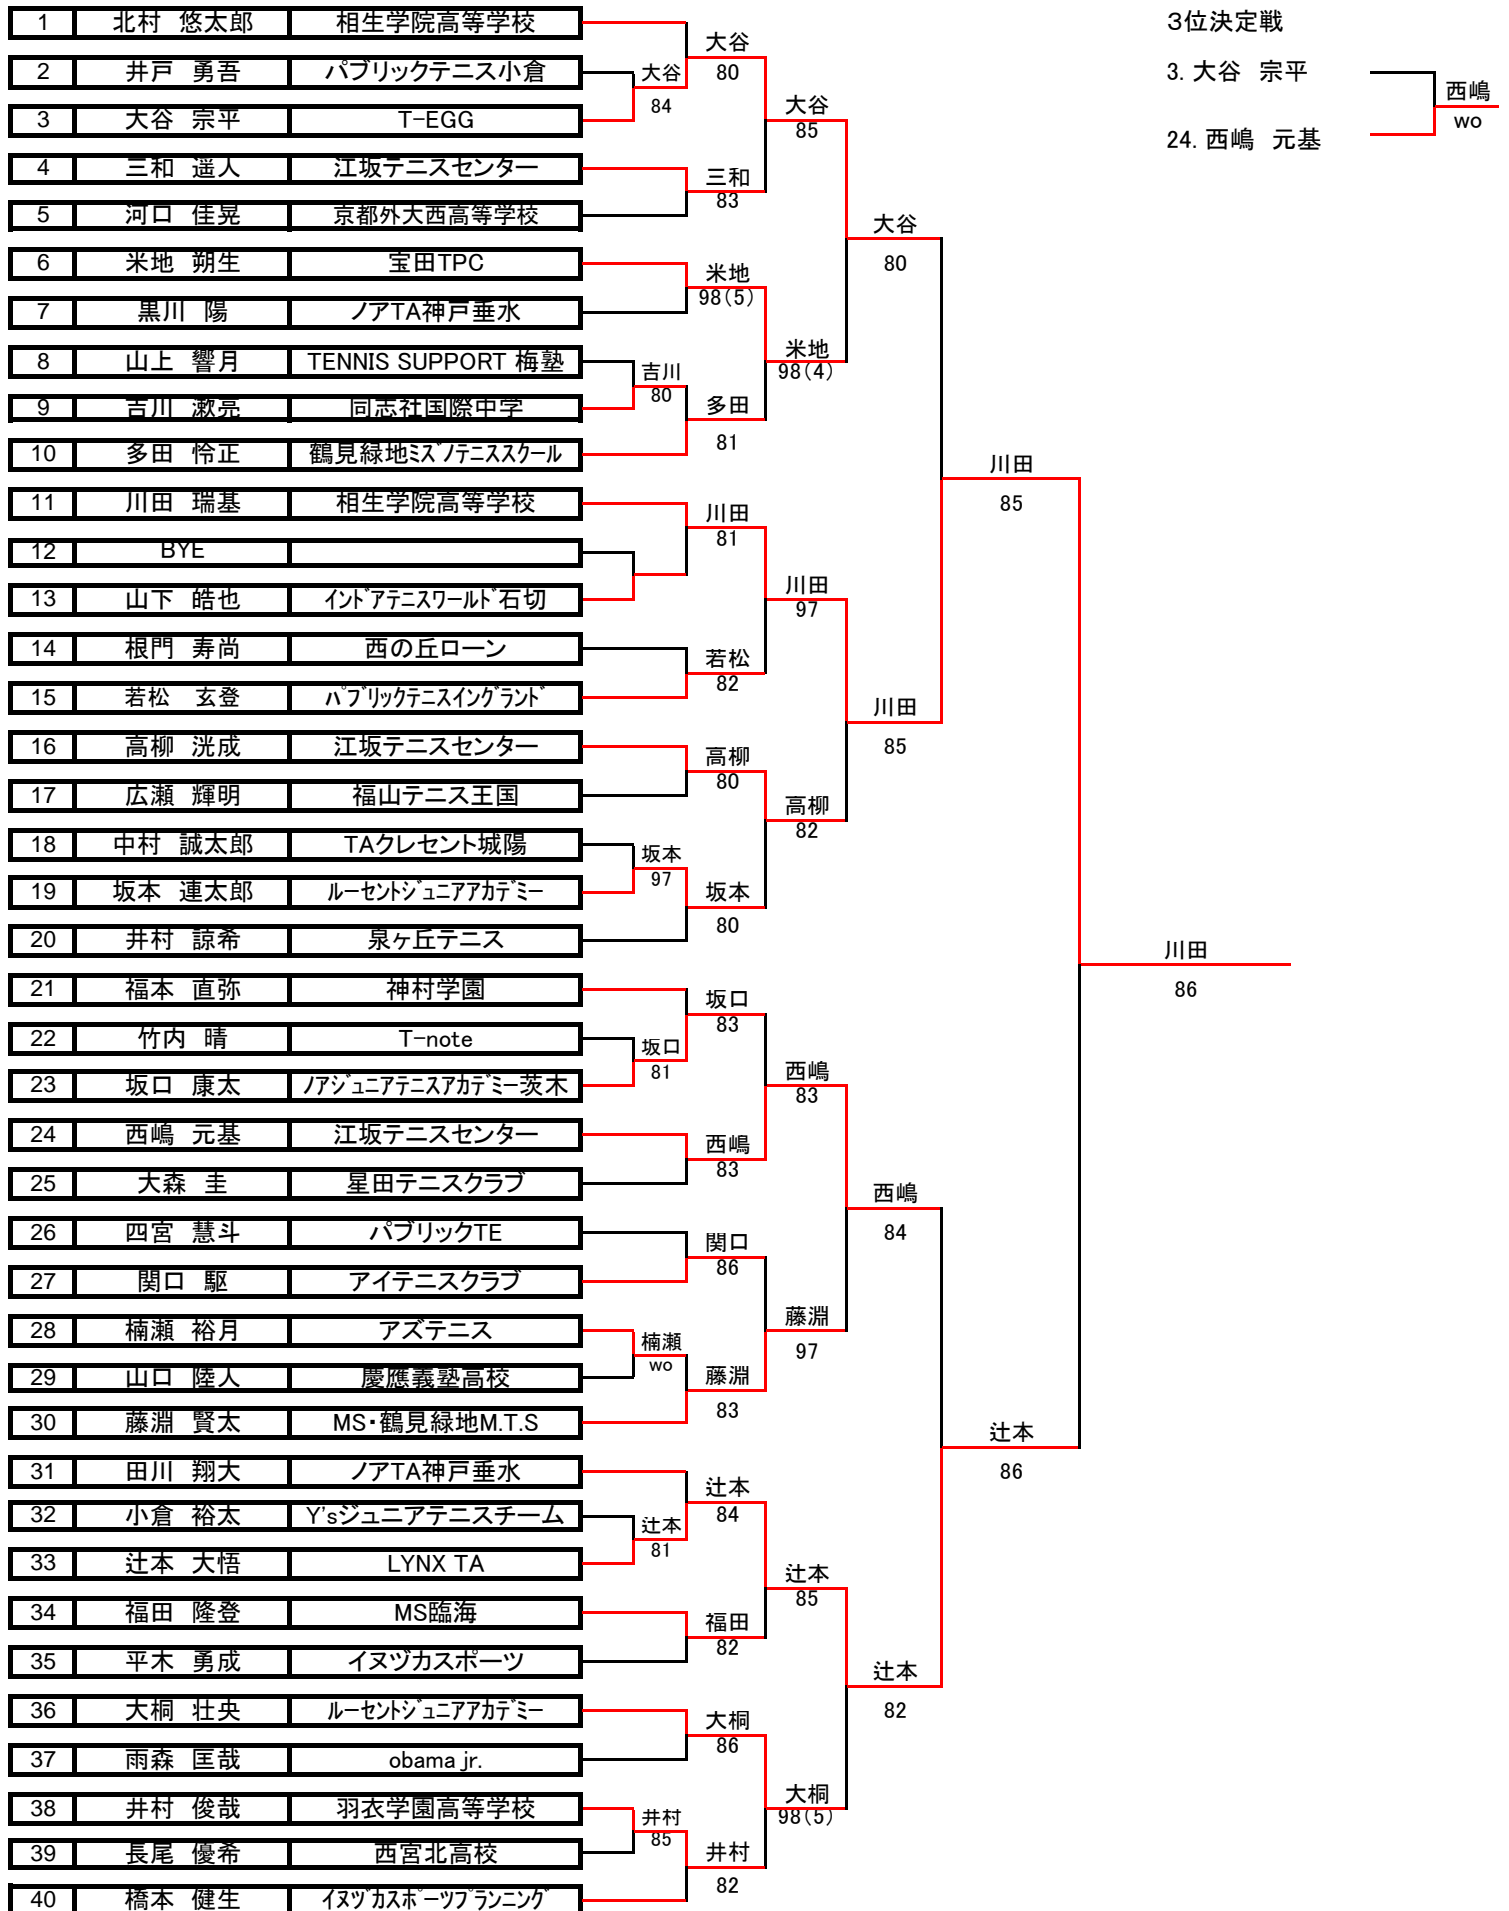 1 北村 悠太郎 相生学院高等学校
2 井戸 勇吾 パブリックテニス小倉
3 大谷 宗平 T-EGG
4 三和 遥人 江坂テニスセンター
5 河口 佳晃 京都外大西高等学校
6 米地 朔生 宝田TPC
7 黒川 陽 ノアTA神戸垂水
8 山上 響月 TENNIS SUPPORT 梅塾
9 吉川 漱亮 同志社国際中学
10 多田 怜正 鶴見緑地ﾐｽﾞﾉﾃﾆｽｽｸｰﾙ
11 川田 瑞基 相生学院高等学校
12 BYE
13 山下 皓也 ｲﾝﾄﾞｱﾃﾆｽﾜｰﾙﾄﾞ石切
14 根門 寿尚 西の丘ローン
15 若松 玄登 ﾊﾟﾌﾞﾘｯｸﾃﾆｽｲﾝｸﾞﾗﾝﾄﾞ
16 高柳 洸成 江坂テニスセンター
17 広瀬 輝明 福山テニス王国
18 中村 誠太郎 TAクレセント城陽
19 坂本 連太郎 ﾙｰｾﾝﾄｼﾞｭﾆｱｱｶﾃﾞﾐｰ
20 井村 諒希 泉ヶ丘テニス
21 福本 直弥 神村学園
22 竹内 晴 T-note
23 坂口 康太 ﾉｱｼﾞｭﾆｱﾃﾆｽｱｶﾃﾞﾐｰ茨木
24 西嶋 元基 江坂テニスセンター
25 大森 圭 星田テニスクラブ
26 四宮 慧斗 パブリックTE
27 関口 駆 アイテニスクラブ
28 楠瀬 裕月 アズテニス
29 山口 陸人 慶應義塾高校
30 藤淵 賢太 MS・鶴見緑地M.T.S
31 田川 翔大 ノアTA神戸垂水
32 小倉 裕太 Y'sジュニアテニスチーム
33 辻本 大悟 LYNX TA
34 福田 隆登 MS臨海
35 平木 勇成 イヌヅカスポーツ
36 大桐 壮央 ﾙｰｾﾝﾄｼﾞｭﾆｱｱｶﾃﾞﾐｰ
37 雨森 匡哉 obama jr.
38 井村 俊哉 羽衣学園高等学校
39 長尾 優希 西宮北高校
40 橋本 健生 ｲﾇﾂﾞｶｽﾎﾟｰﾂﾌﾟﾗﾝﾆﾝｸﾞ
大谷
84
吉川
80
坂本
97
坂口
81
楠瀬
wo
辻本
81
井村
85
大谷
80
三和
83
米地
98(5)
多田
81
川田
81
若松
82
高柳
80
坂本
80
坂口
83
西嶋
83
関口
86
藤淵
83
辻本
84
福田
82
大桐
86
井村
82
大谷
85
米地
98(4)
川田
97
高柳
82
西嶋
83
藤淵
97
辻本
85
大桐
98(5)
大谷
80
川田
85
西嶋
84
辻本
82
川田
85
辻本
86
川田
86
3位決定戦
3. 大谷 宗平
24. 西嶋 元基
西嶋
wo